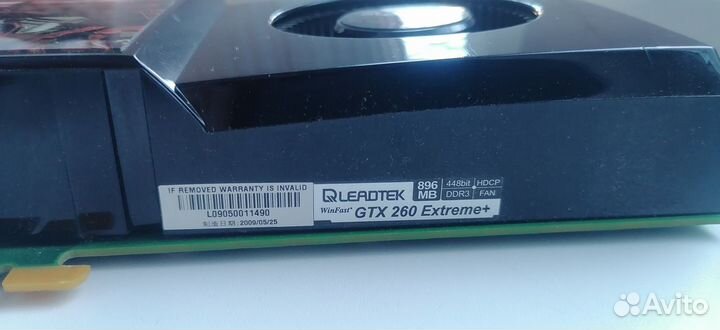 IF REMOVED WARRANTY IS INVALID
L09050011490
制造日期:2009/05/25
LEADTEK
896 MB
448bit HDCP
DDR3 FAN
WinFast GTX 260 Extreme+
Avito